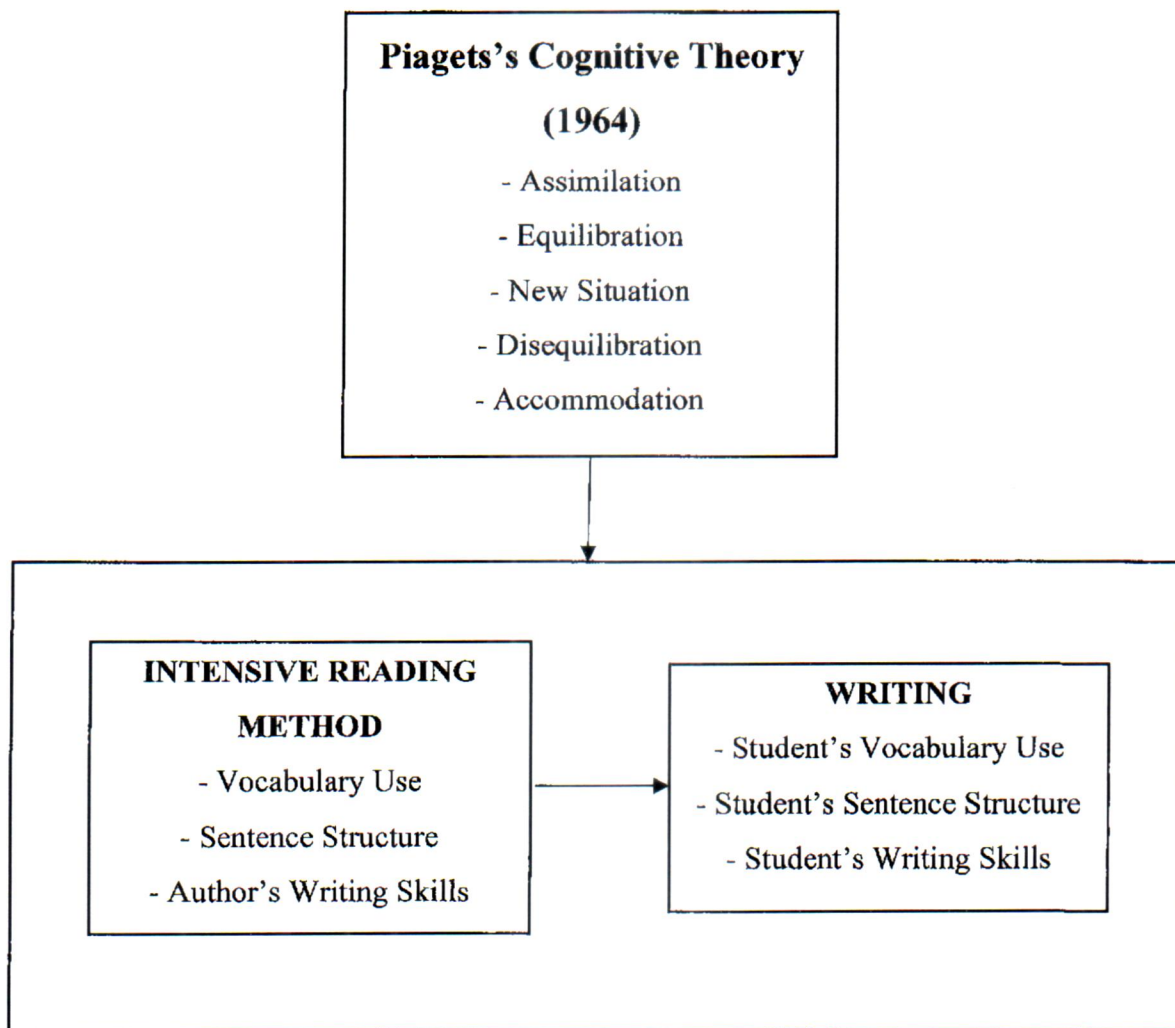 Piagets's Cognitive Theory
(1964)
- Assimilation
- Equilibration
- New Situation
- Disequilibration
- Accommodation
INTENSIVE READING
METHOD
- Vocabulary Use
- Sentence Structure
- Author's Writing Skills
WRITING
- Student's Vocabulary Use
- Student's Sentence Structure
- Student's Writing Skills